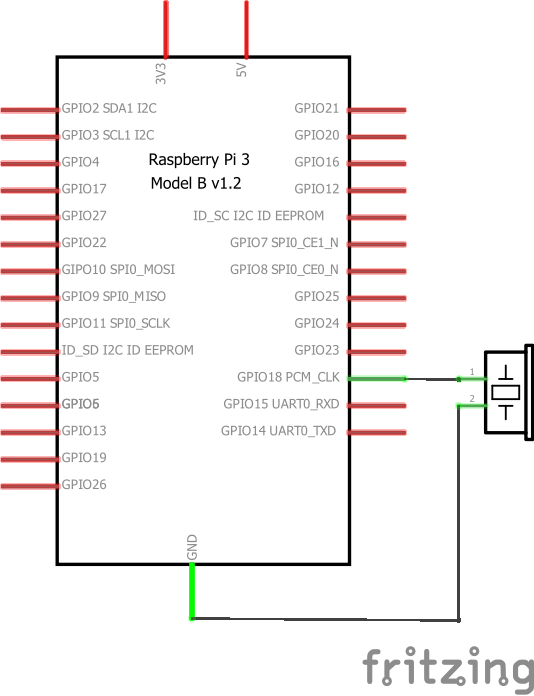 3V3
5V
GPIO2 SDA1 I2C
GPIO21
GPIO3 SCL1 I2C
GPIO20
GPIO4
Raspberry Pi 3
GPIO16
GPIO17
Model B v1.2
GPIO12
GPIO27
ID_SC I2C ID EEPROM
GPIO22
GPIO7 SPI0_CE1_N
GIPO10 SPI0_MOSI
GPIO8 SPI0_CE0_N
GPIO9 SPI0_MISO
GPIO25
GPIO11 SPI0_SCLK
GPIO24
ID_SD I2C ID EEPROM
GPIO23
GPIO5
GPIO18 PCM_CLK
1
GPIO6
GPIO15 UART0_RXD
2
GPIO13
GPIO14 UART0_TXD
GPIO19
GPIO26
GND
fritzing